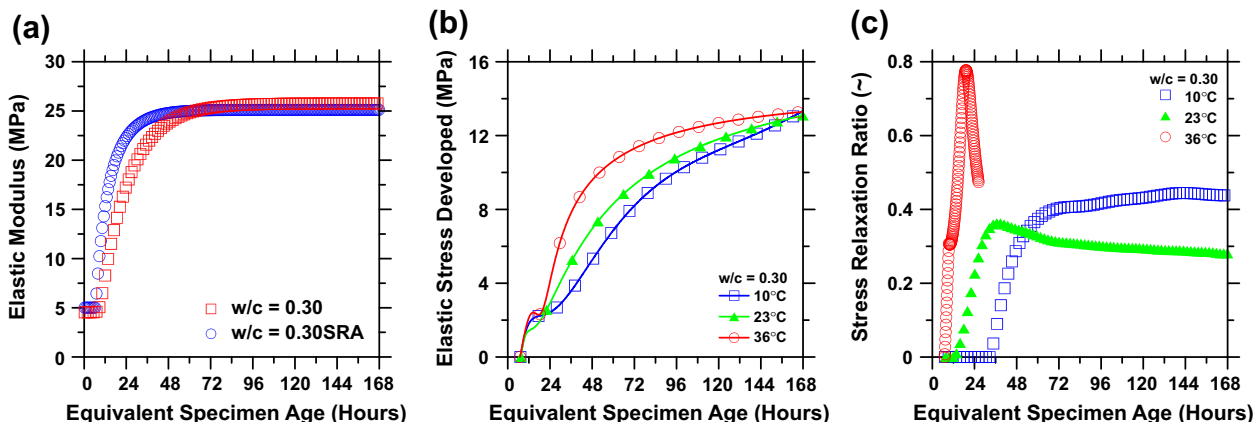 (a)
Elastic Modulus (MPa)
30
25
20
15
10
5
0
0 24 48 72 96 120 144 168
Equivalent Specimen Age (Hours)
w/c = 0.30
w/c = 0.30SRA
(b)
Elastic Stress Developed (MPa)
16
12
8
4
0
0 24 48 72 96 120 144 168
Equivalent Specimen Age (Hours)
w/c = 0.30
10°C
23°C
36°C
(c)
Stress Relaxation Ratio (~)
0.8
0.6
0.4
0.2
0
0 24 48 72 96 120 144 168
Equivalent Specimen Age (Hours)
w/c = 0.30
10°C
23°C
36°C